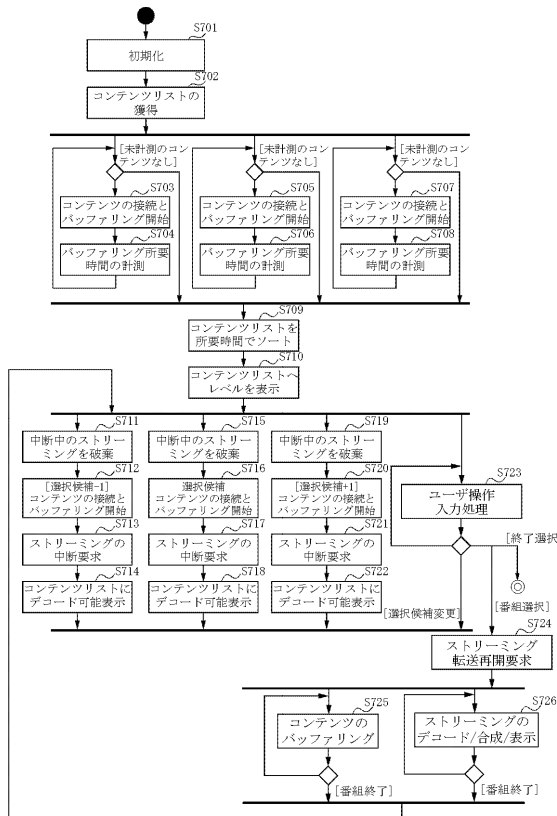 S701
初期化
S702
コンテンツリストの
獲得
[未計測のコン
テンツなし]
[未計測のコン
テンツなし]
[未計測のコン
テンツなし]
S703
コンテンツの接続と
バッファリング開始
S705
コンテンツの接続と
バッファリング開始
S707
コンテンツの接続と
バッファリング開始
S704
バッファリング所要
時間の計測
S706
バッファリング所要
時間の計測
S708
バッファリング所要
時間の計測
S709
コンテンツリストを
所要時間でソート
S710
コンテンツリストへ
レベルを表示
S711
中断中のストリー
ミングを破棄
S715
中断中のストリー
ミングを破棄
S719
中断中のストリー
ミングを破棄
S712
[選択候補-1]
コンテンツの接続と
バッファリング開始
S716
選択候補
コンテンツの接続と
バッファリング開始
S720
[選択候補+1]
コンテンツの接続と
バッファリング開始
S723
ユーザ操作
入力処理
S713
ストリーミングの
中断要求
S717
ストリーミングの
中断要求
S721
ストリーミングの
中断要求
[終了選択]
S714
コンテンツリストに
デコード可能表示
S718
コンテンツリストに
デコード可能表示
S722
コンテンツリストに
デコード可能表示
[選択候補変更]
[番組選択]
S724
ストリーミング
転送再開要求
S725
コンテンツの
バッファリング
S726
ストリーミングの
デコード/合成/表示
[番組終了]
[番組終了]